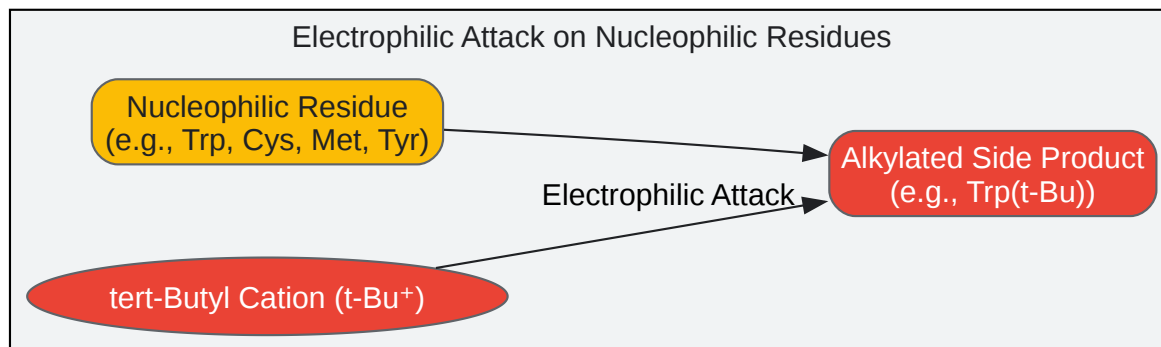 Electrophilic Attack on Nucleophilic Residues
Nucleophilic Residue
(e.g., Trp, Cys, Met, Tyr)
Alkylated Side Product
(e.g., Trp(t-Bu))
Electrophilic Attack
tert-Butyl Cation (t-Bu⁺)